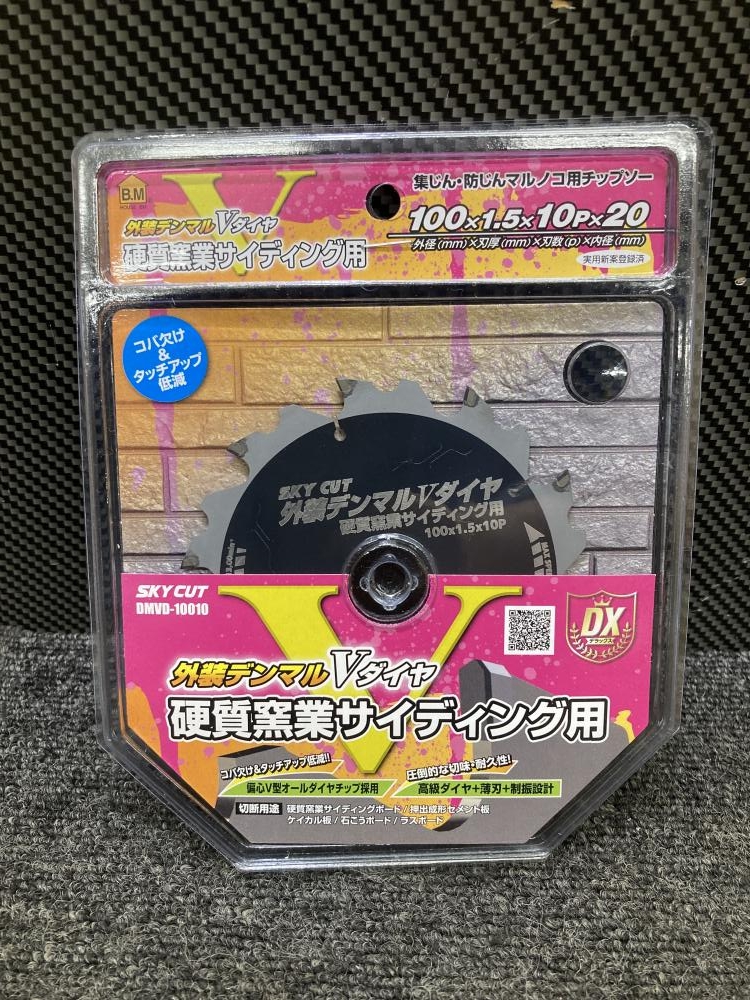 B.M
外装デンマルVダイヤ
硬質窯業サイディング用
集じん・防じんマルノコ用チップソー
100×1.5×10P×20
外径(mm)×刃厚(mm)×刃数(p)×内径(mm)
実用新案登録済
コバ欠け
&
タッチアップ
低減
SKY CUT
外装デンマルVダイヤ
硬質窯業サイディング用
100x1.5x10P
SKYCUT
DMVD-10010
DX
デラックス
外装デンマルVダイヤ
硬質窯業サイディング用
コバ欠け&タッチアップ低減!!
偏心V型オールダイヤチップ採用
圧倒的な切味・耐久性!
高級ダイヤ+薄刃+制振設計
切断用途 硬質窯業サイディングボード/押出成形セメント板
ケイカル板/石こうボード/ラスボード